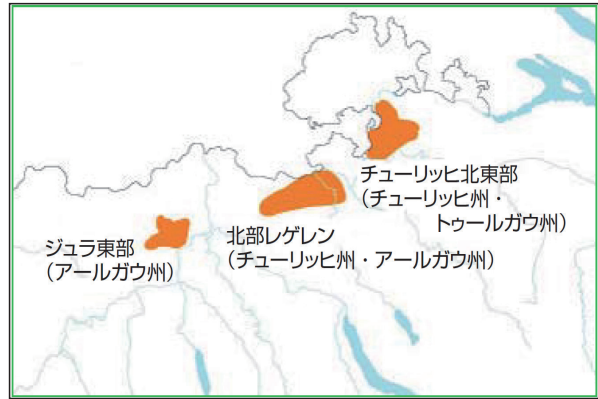 チューリッヒ北東部
（チューリッヒ州・
トゥールガウ州）
北部レゲレン
（チューリッヒ州・アールガウ州）
ジュラ東部
（アールガウ州）